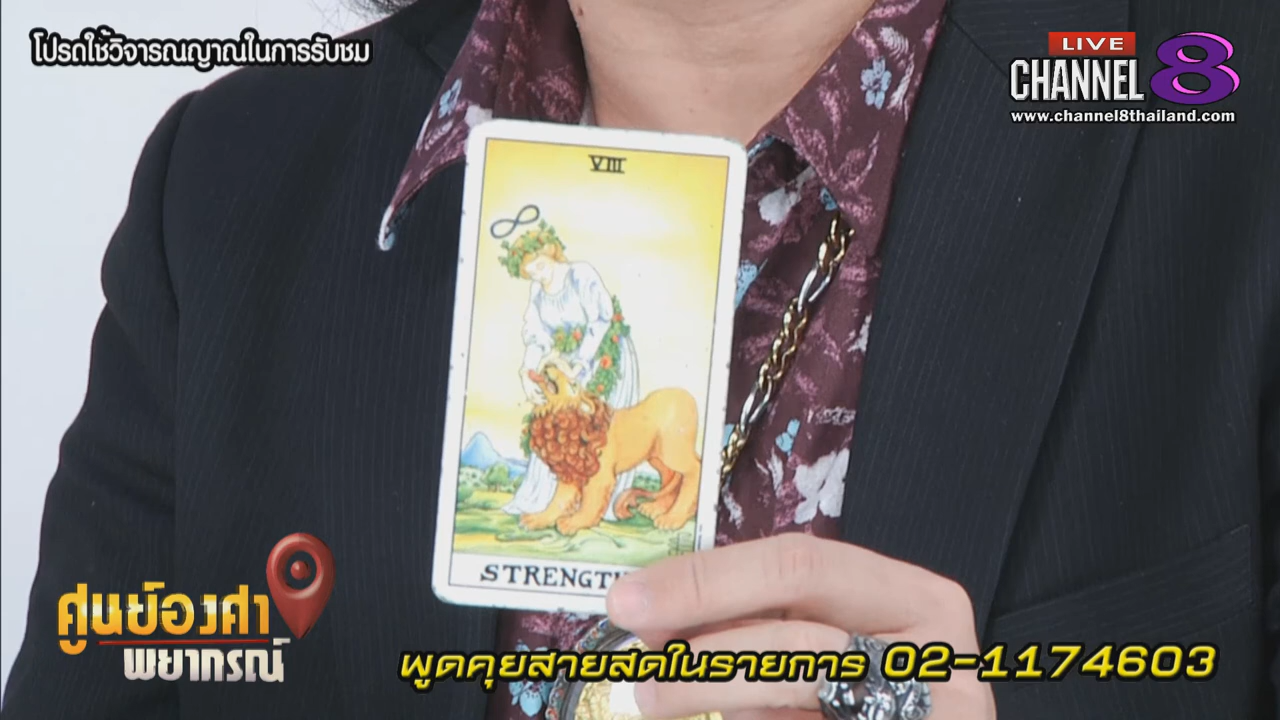 โปรดใช้วิจารณญาณในการรับชม
LIVE
CHANNEL 8
www.channel8thailand.com
VIII
STRENGT
ศูนย์องศา
พยากรณ์
พูดคุยสายสดในรายการ 02-1174603